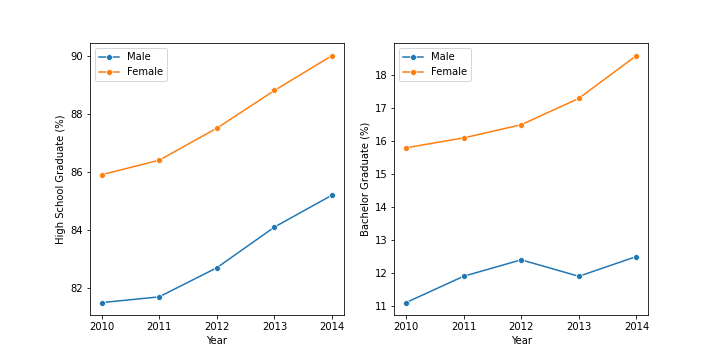 Male
Female
High School Graduate (%)
90
88
86
84
82
2010 2011 2012 2013 2014
Year
Male
Female
Bachelor Graduate (%)
18
17
16
15
14
13
12
11
2010 2011 2012 2013 2014
Year